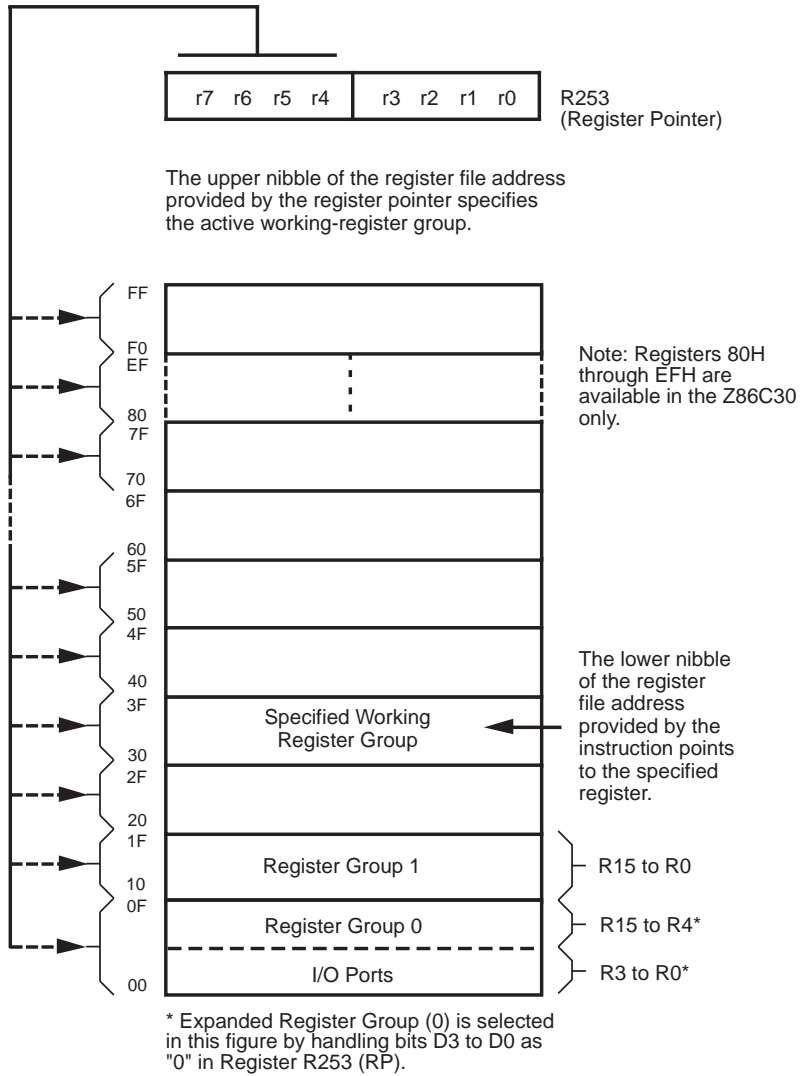 r7 r6 r5 r4 r3 r2 r1 r0
R253
(Register Pointer)
The upper nibble of the register file address
provided by the register pointer specifies
the active working-register group.
FF
F0
EF
80
7F
70
6F
60
5F
50
4F
40
3F
30
2F
20
1F
10
0F
00
Note: Registers 80H
through EFH are
available in the Z86C30
only.
Specified Working
Register Group
The lower nibble
of the register
file address
provided by the
instruction points
to the specified
register.
Register Group 1
R15 to R0
Register Group 0
R15 to R4*
I/O Ports
R3 to R0*
* Expanded Register Group (0) is selected
in this figure by handling bits D3 to D0 as
"0" in Register R253 (RP).